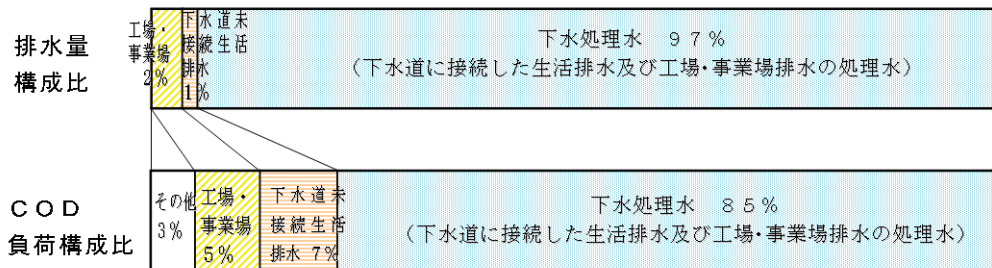 排水量
構成比
工場・
事業場
2%
下水道未
接続生活
排水
1%
下水処理水 97%
(下水道に接続した生活排水及び工場・事業場排水の処理水)
COD
負荷構成比
その他
3%
工場・
事業場
5%
下水道未
接続生活
排水 7%
下水処理水 85%
(下水道に接続した生活排水及び工場・事業場排水の処理水)